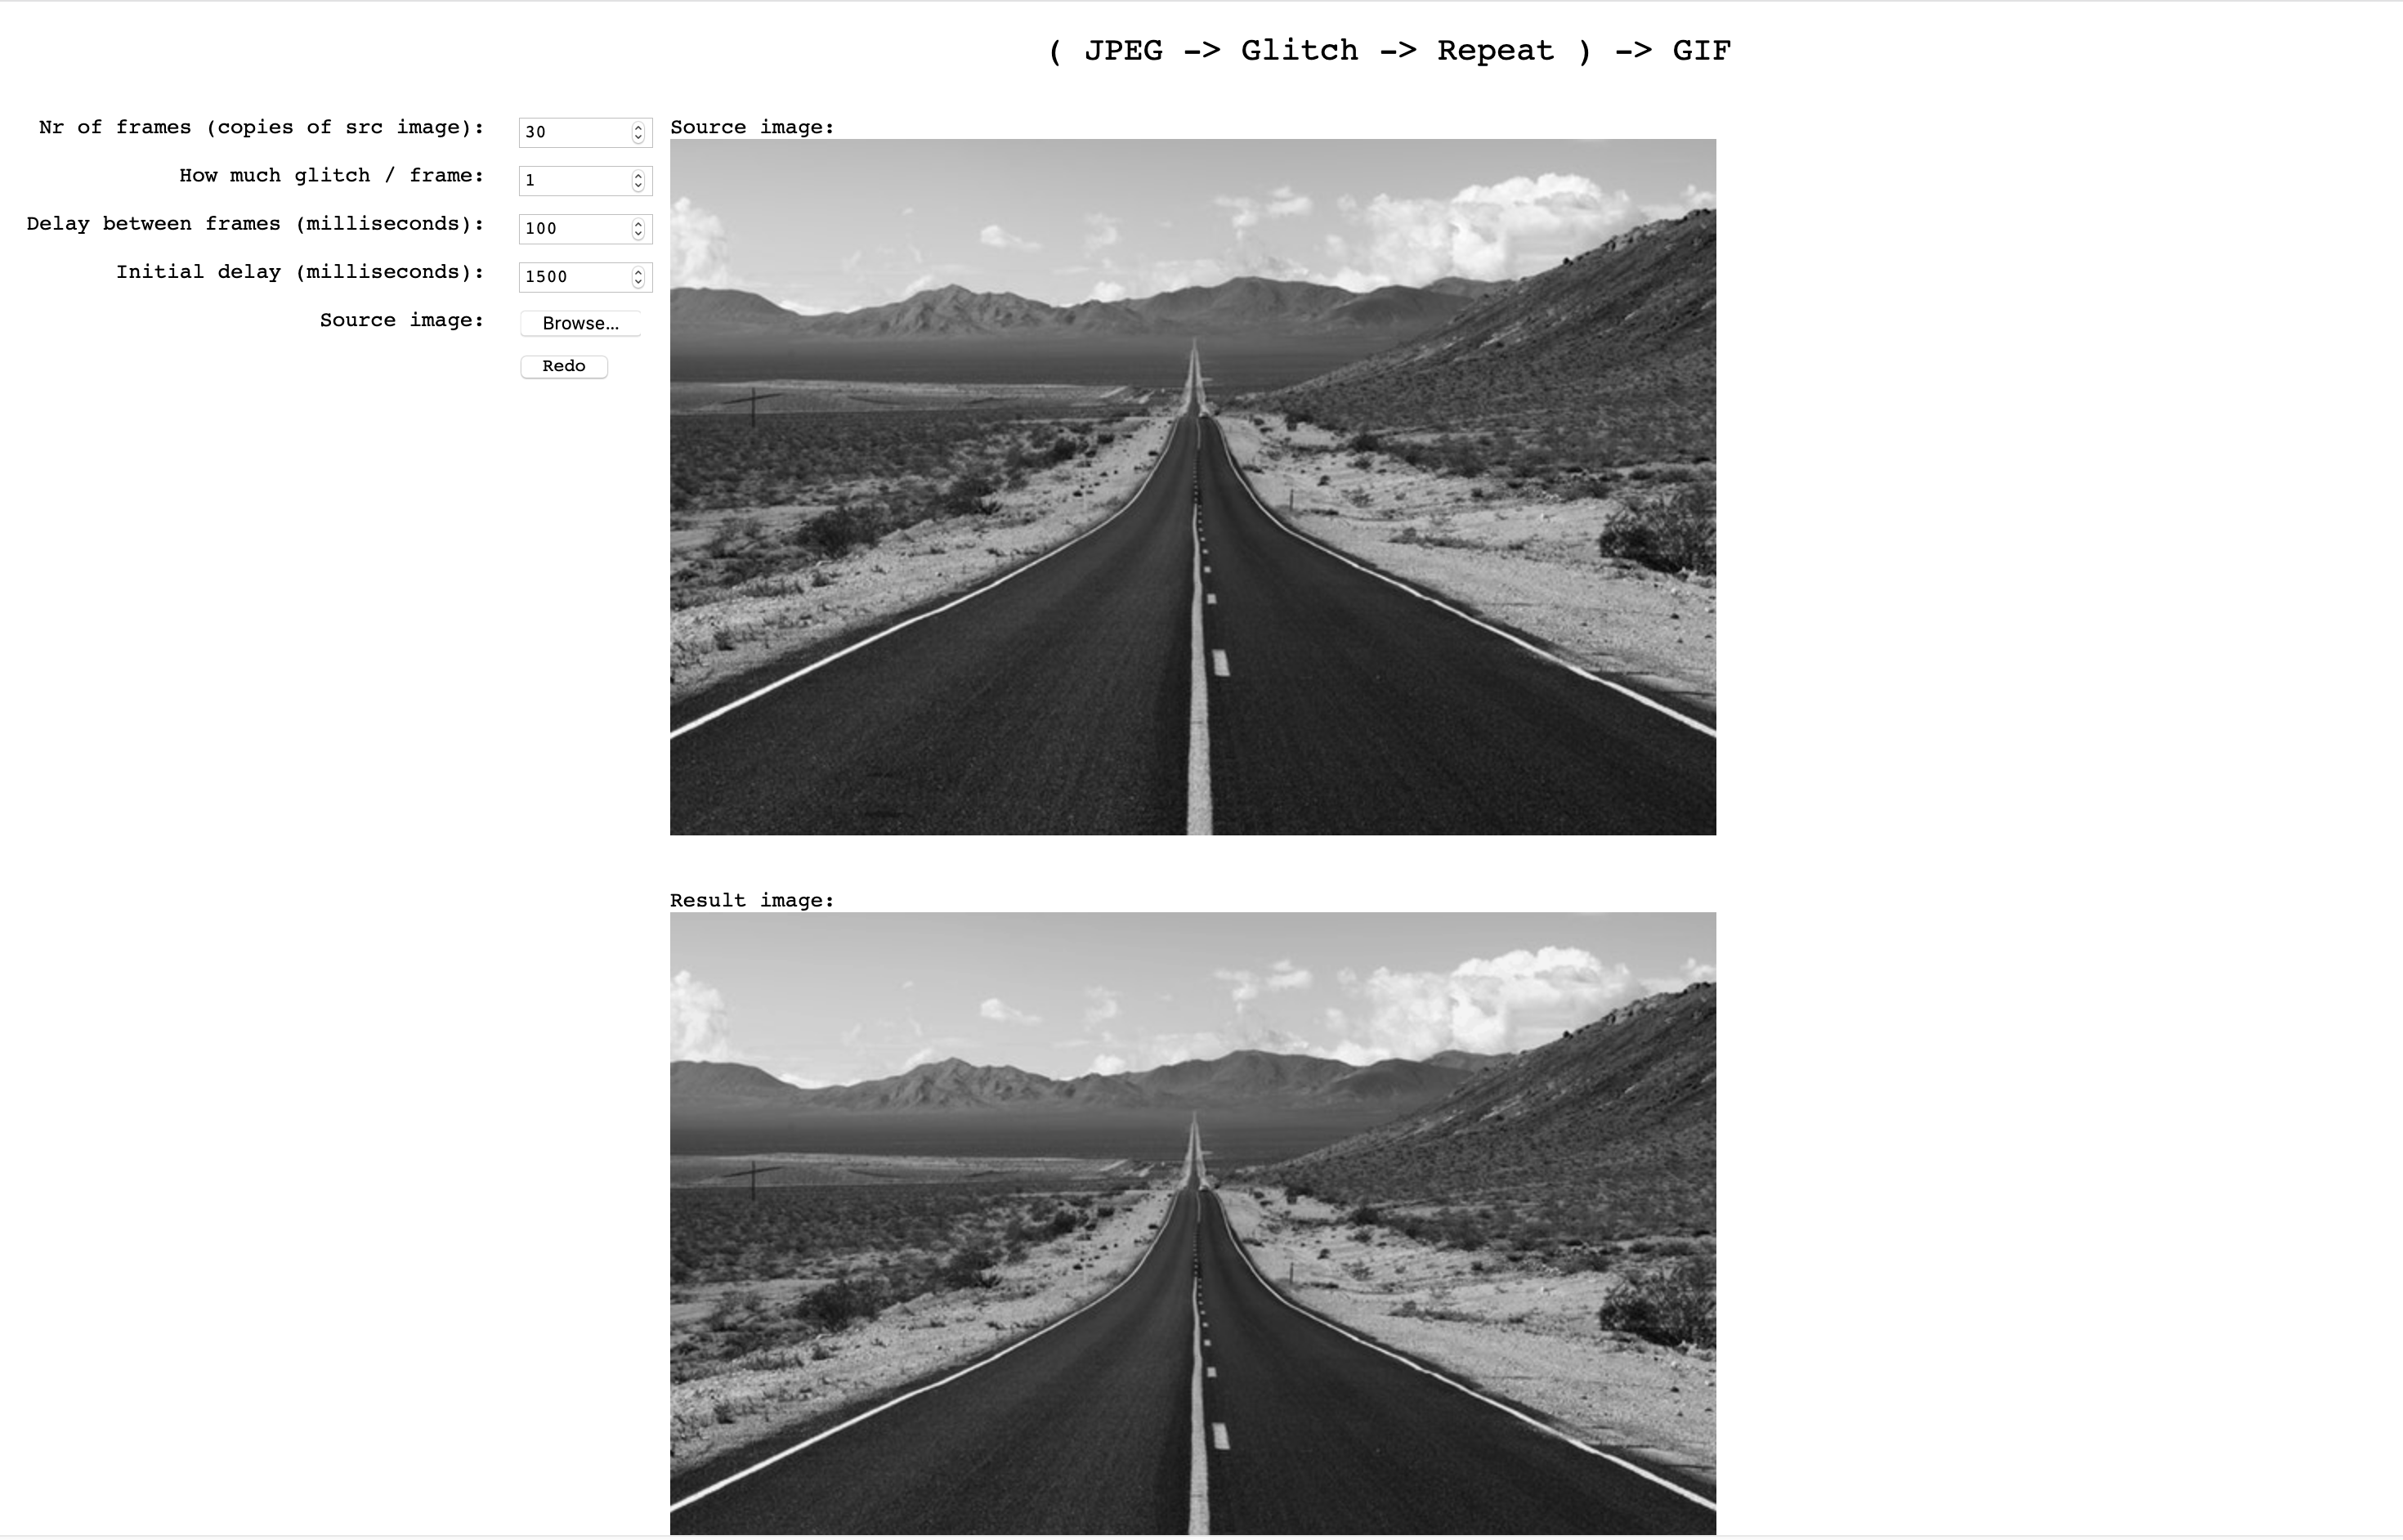 ( JPEG -> Glitch -> Repeat ) -> GIF
Nr of frames (copies of src image): 30
How much glitch / frame: 1
Delay between frames (milliseconds): 100
Initial delay (milliseconds): 1500
Source image: Browse...
Redo
Source image:
Result image: